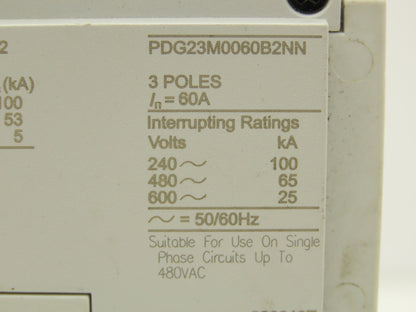 2
(kA)
100
53
5
PDG23M0060B2NN
3 POLES
In = 60A
Interrupting Ratings
Volts kA
240 ~ 100
480 ~ 65
600 ~ 25
~ = 50/60Hz
Suitable For Use On Single
Phase Circuits Up To
480VAC